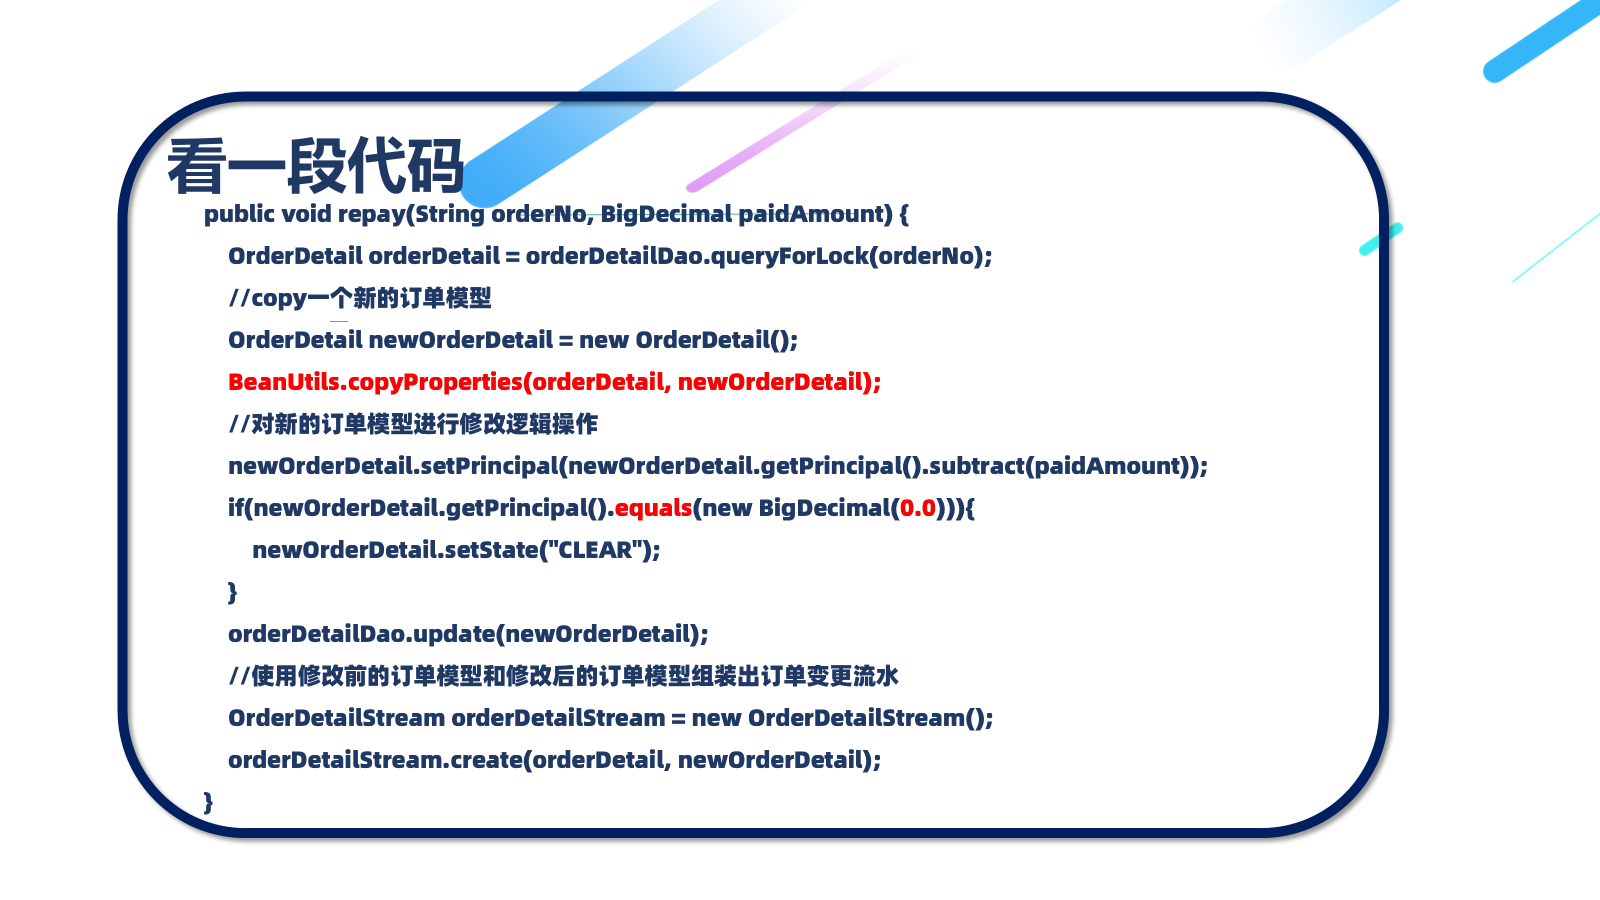 看一段代码
public void repay(String orderNo, BigDecimal paidAmount) {
OrderDetail orderDetail = orderDetailDao.queryForLock(orderNo);
//copy一个新的订单模型
OrderDetail newOrderDetail = new OrderDetail();
BeanUtils.copyProperties(orderDetail, newOrderDetail);
//对新的订单模型进行修改逻辑操作
newOrderDetail.setPrincipal(newOrderDetail.getPrincipal().subtract(paidAmount));
if(newOrderDetail.getPrincipal().equals(new BigDecimal(0.0))){
newOrderDetail.setState("CLEAR");
}
orderDetailDao.update(newOrderDetail);
//使用修改前的订单模型和修改后的订单模型组装出订单变更流水
OrderDetailStream orderDetailStream = new OrderDetailStream();
orderDetailStream.create(orderDetail, newOrderDetail);
}